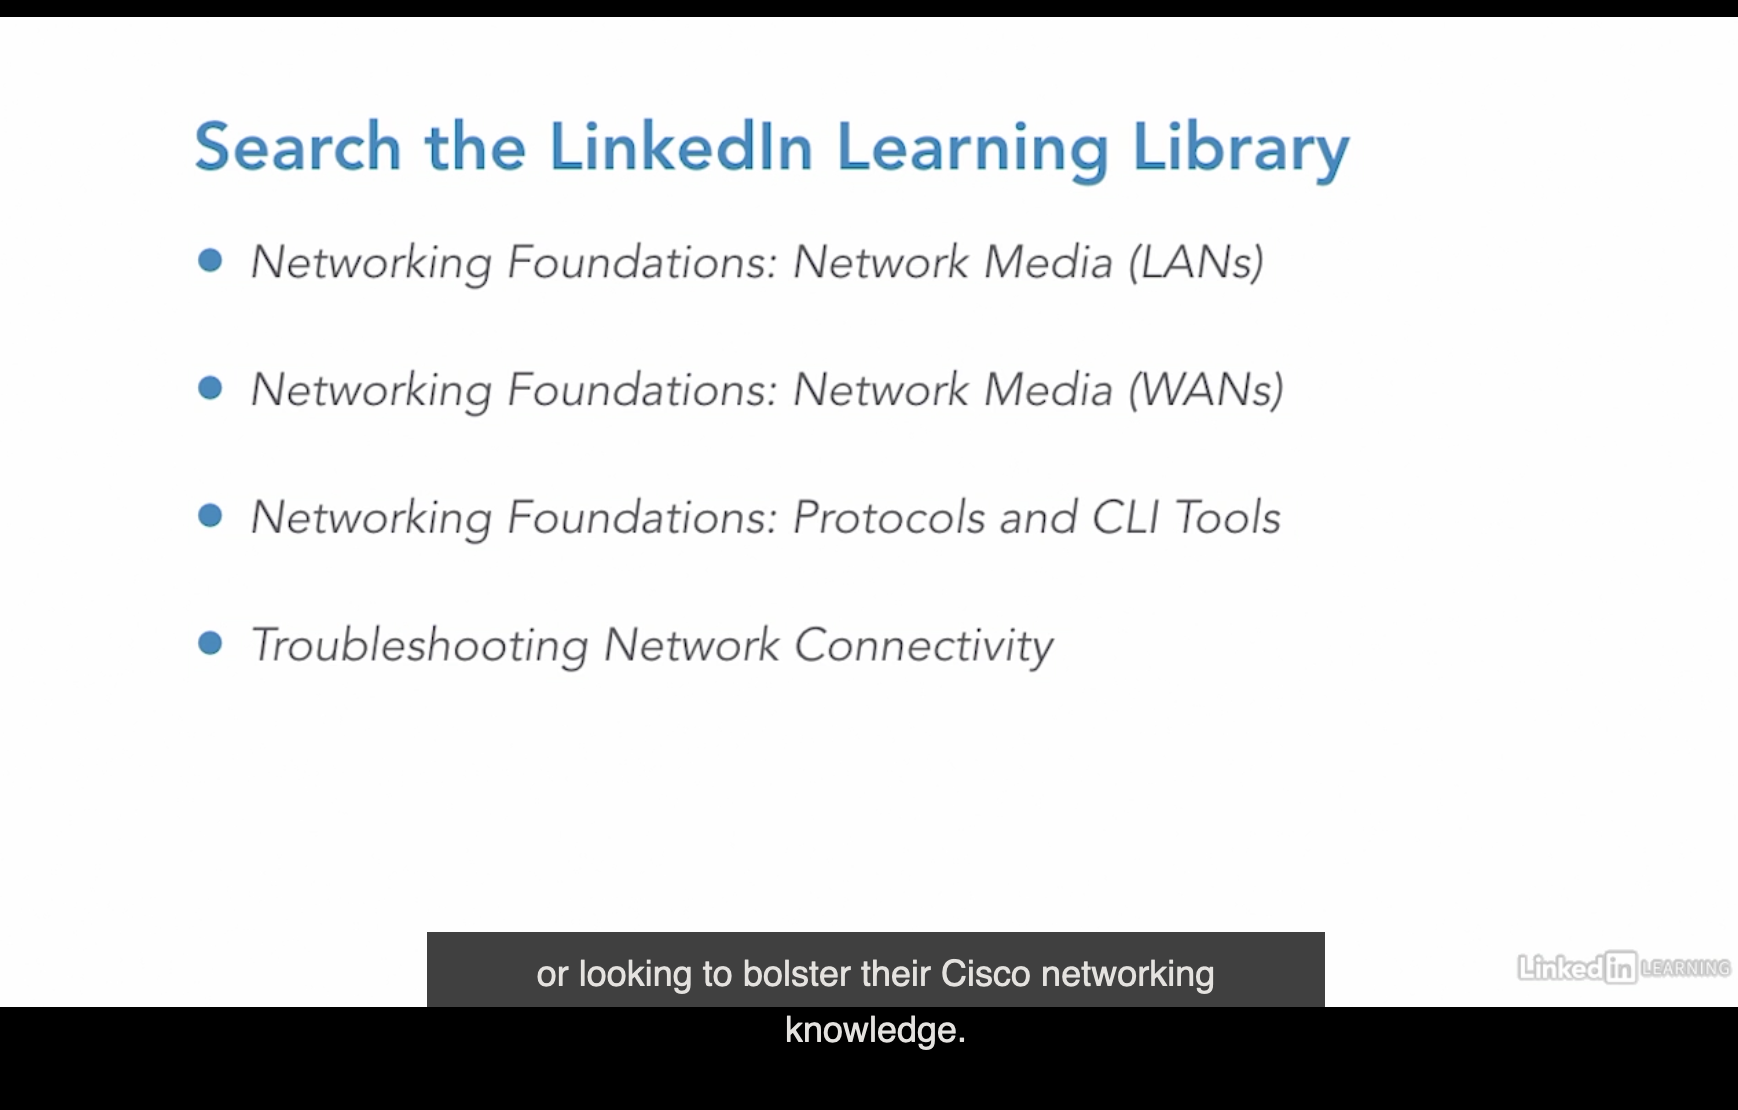 Search the LinkedIn Learning Library
Networking Foundations: Network Media (LANs)
Networking Foundations: Network Media (WANs)
Networking Foundations: Protocols and CLI Tools
Troubleshooting Network Connectivity
or looking to bolster their Cisco networking
knowledge.
Linked in LEARNING